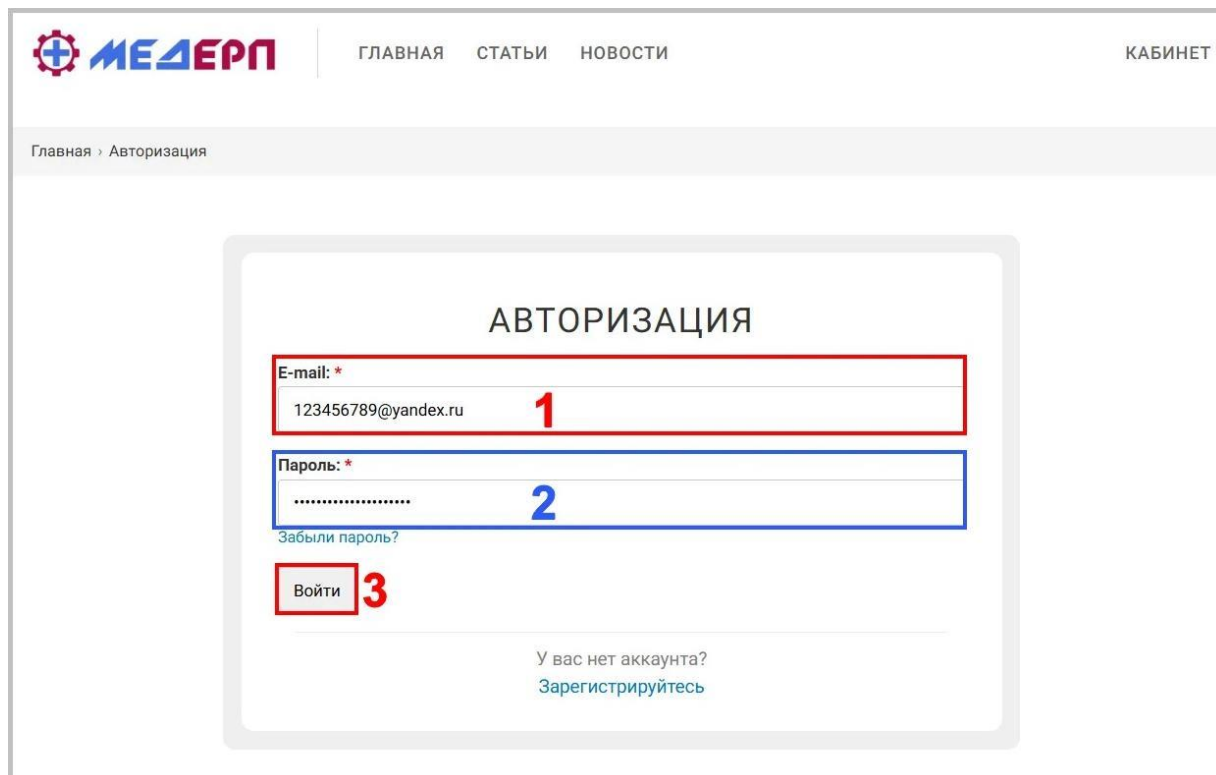 МЕДЕРП ГЛАВНАЯ СТАТЬИ НОВОСТИ КАБИНЕТ
Главная › Авторизация
АВТОРИЗАЦИЯ
E-mail: *
123456789@yandex.ru 1
Пароль: *
••••••••••••••••••••• 2
Забыли пароль?
Войти 3
У вас нет аккаунта?
Зарегистрируйтесь